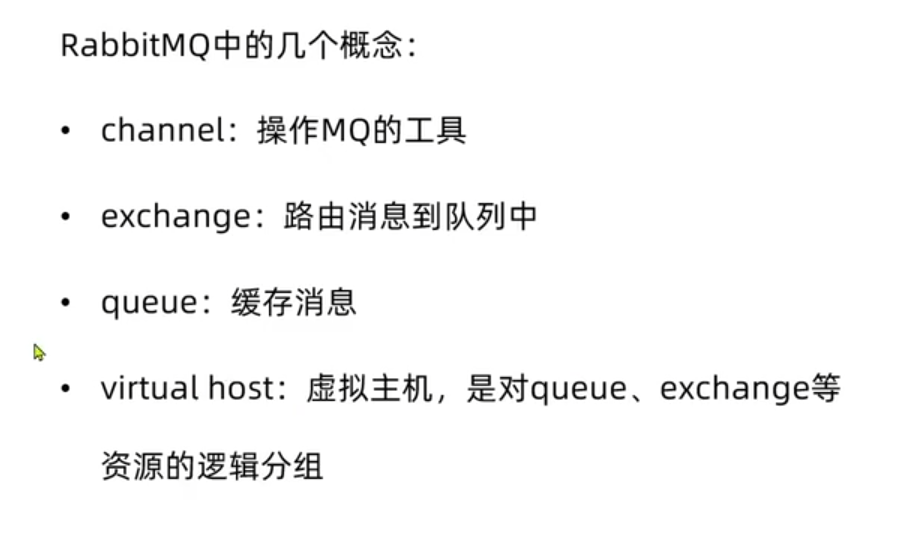 RabbitMQ中的几个概念：
• channel：操作MQ的工具
• exchange：路由消息到队列中
• queue：缓存消息
• virtual host：虚拟主机，是对queue、exchange等
资源的逻辑分组